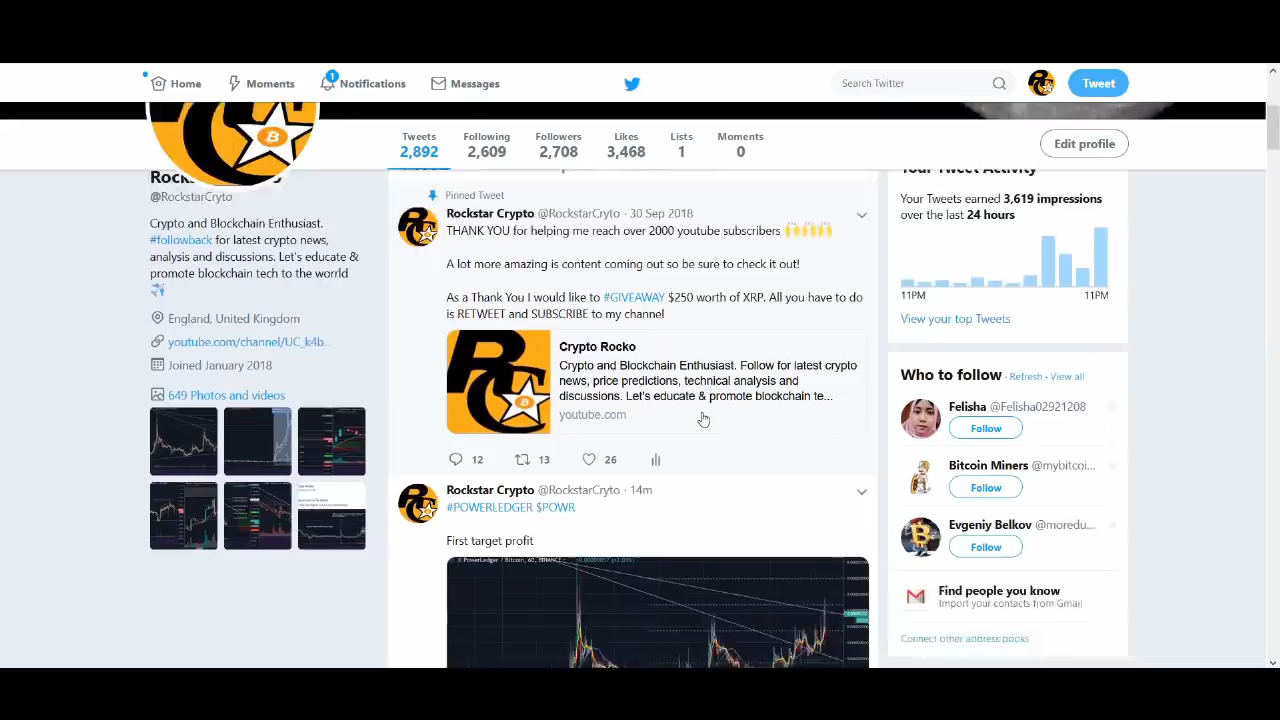 Home
Moments
1
Notifications
Messages
Search Twitter
Tweet
Tweets
2,892
Following
2,609
Followers
2,708
Likes
3,468
Lists
1
Moments
0
Edit profile
@RockstarCryto
Crypto and Blockchain Enthusiast.
#followback for latest crypto news,
analysis and discussions. Let's educate &
promote blockchain tech to the world
England, United Kingdom
youtube.com/channel/UC_k4b...
Joined January 2018
649 Photos and videos
Pinned Tweet
Rockstar Crypto @RockstarCryto · 30 Sep 2018
THANK YOU for helping me reach over 2000 youtube subscribers
A lot more amazing is content coming out so be sure to check it out!
As a Thank You I would like to #GIVEAWAY $250 worth of XRP. All you have to do
is RETWEET and SUBSCRIBE to my channel
Crypto Rocko
Crypto and Blockchain Enthusiast. Follow for latest crypto
news, price predictions, technical analysis and
discussions. Let's educate & promote blockchain te...
youtube.com
12
13
26
Rockstar Crypto @RockstarCryto · 14m
#POWERLEDGER $POWR
First target profit
PowerLedger / Bitcoin, 60, BINANCE
Your Tweet Activity
Your Tweets earned 3,619 impressions
over the last 24 hours
11PM
11PM
View your top Tweets
Who to follow · Refresh · View all
Felisha @Felisha02921208
Follow
Bitcoin Miners @mybitcoi...
Follow
Evgeniy Belkov @moredu...
Follow
Find people you know
Import your contacts from Gmail
Connect other address books